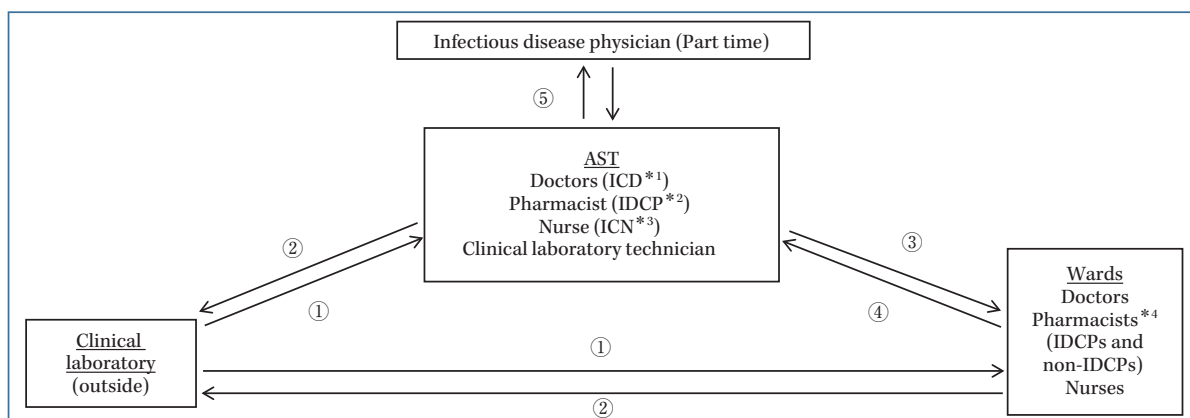 Infectious disease physician (Part time)
⑤
AST
Doctors (ICD*1)
Pharmacist (IDCP*2)
Nurse (ICN*3)
Clinical laboratory technician
②
①
③
④
Clinical
laboratory
(outside)
①
②
Wards
Doctors
Pharmacists*4
(IDCPs and
non-IDCPs)
Nurses